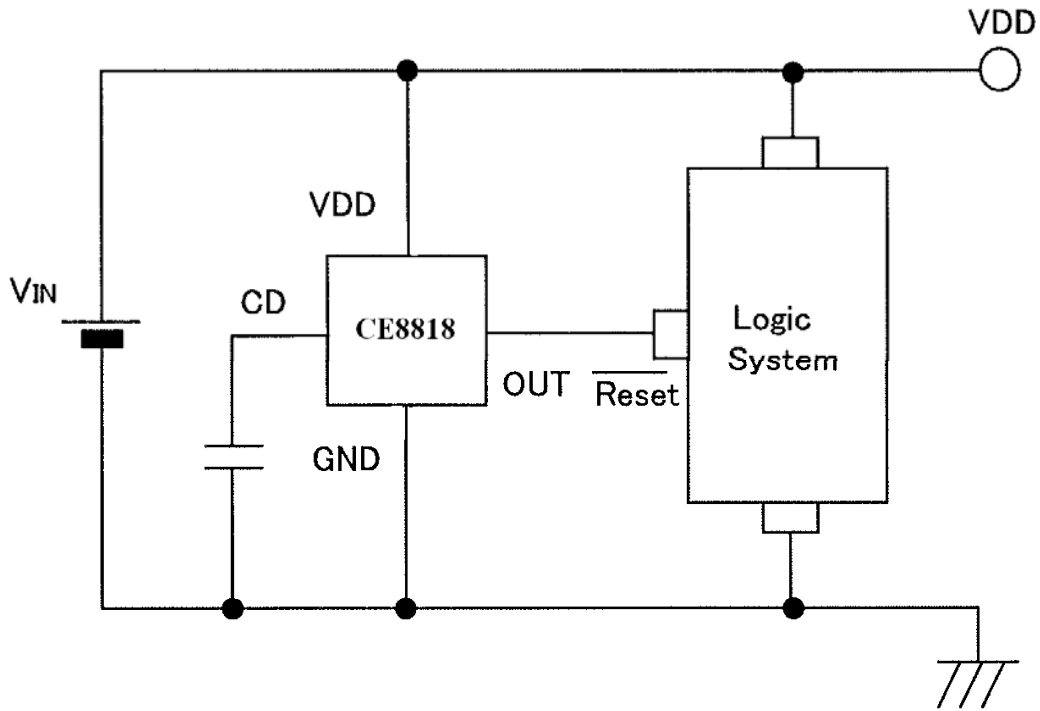 VDD
VDD
VIN
CD
CE8818
Logic
System
OUT
Reset
GND